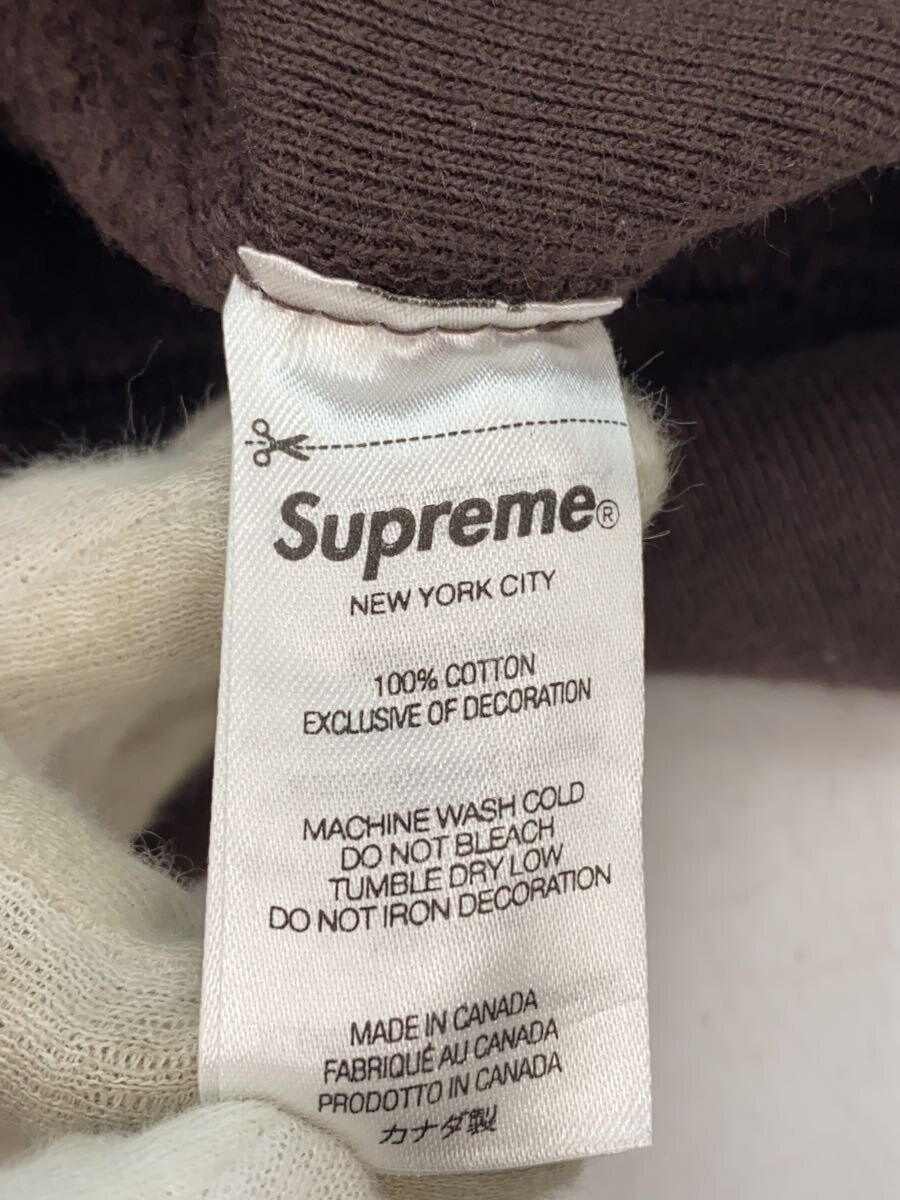 Supreme®
NEW YORK CITY
100% COTTON
EXCLUSIVE OF DECORATION
MACHINE WASH COLD
DO NOT BLEACH
TUMBLE DRY LOW
DO NOT IRON DECORATION
MADE IN CANADA
FABRIQUÉ AU CANADA
PRODOTTO IN CANADA
カナダ製